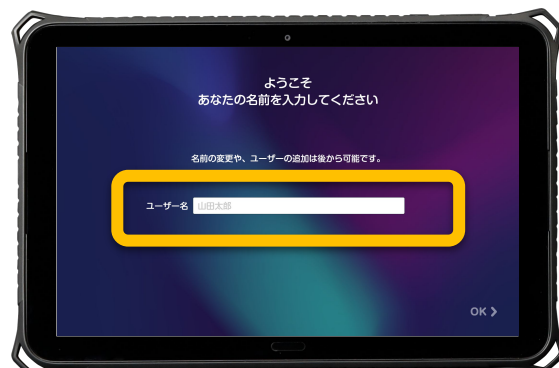 ようこそ
あなたの名前を入力してください
名前の変更や、ユーザーの追加は後から可能です。
ユーザー名 山田太郎
OK